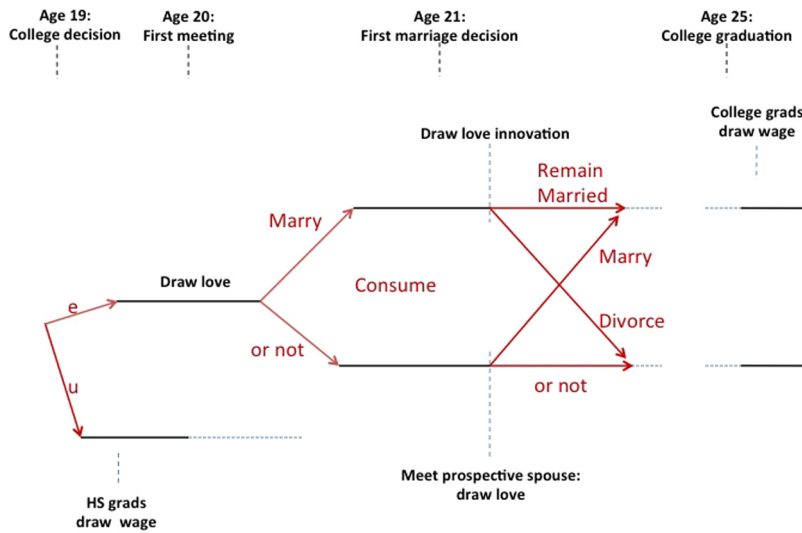 Age 19:
College decision
Age 20:
First meeting
Age 21:
First marriage decision
Age 25:
College graduation
College grads
draw wage
Draw love innovation
Remain
Married
Marry
Draw love
Consume
Marry
e
Divorce
or not
u
or not
Meet prospective spouse:
draw love
HS grads
draw wage